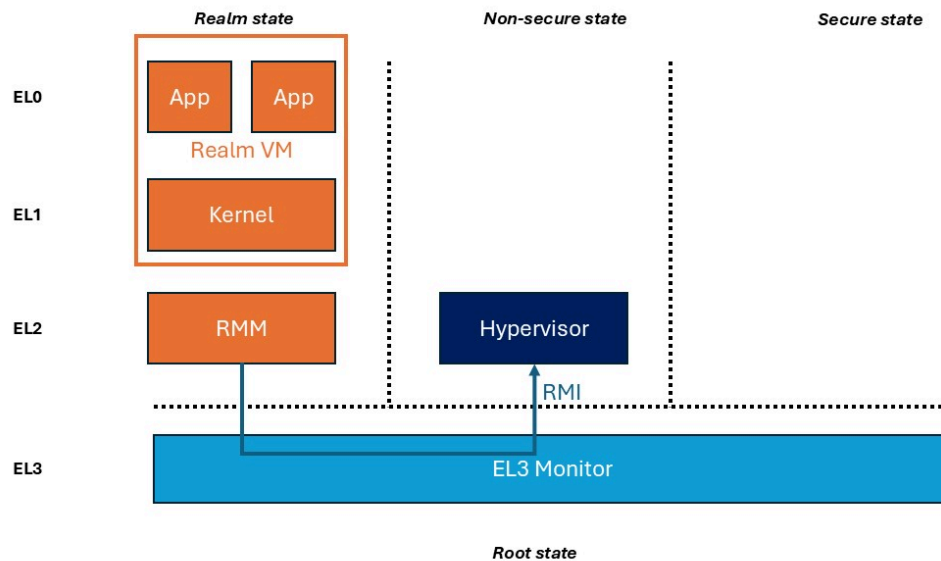 Realm state
Non-secure state
Secure state
EL0
App
App
Realm VM
EL1
Kernel
EL2
RMM
Hypervisor
RMI
EL3
EL3 Monitor
Root state